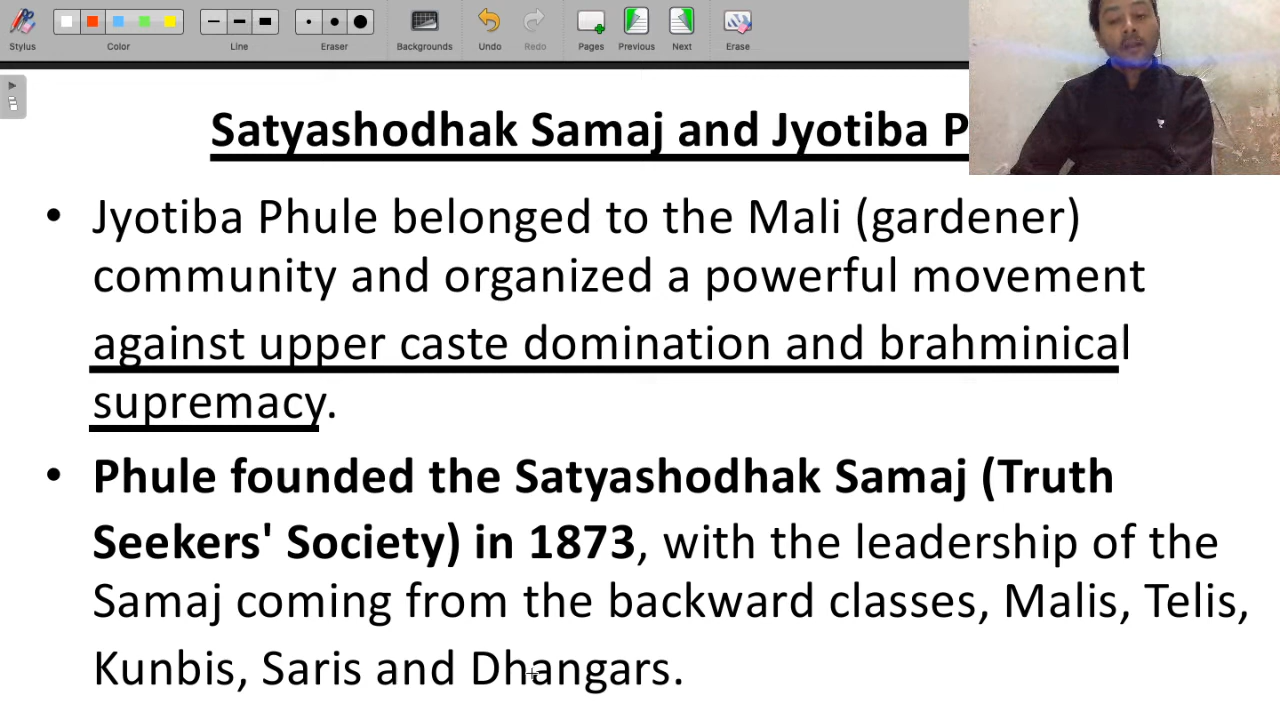 Stylus Color Line Eraser Backgrounds Undo Redo Pages Previous Next Erase
Satyashodhak Samaj and Jyotiba
• Jyotiba Phule belonged to the Mali (gardener)
community and organized a powerful movement
against upper caste domination and brahminical
supremacy.
• Phule founded the Satyashodhak Samaj (Truth
Seekers' Society) in 1873, with the leadership of the
Samaj coming from the backward classes, Malis, Telis,
Kunbis, Saris and Dhangars.